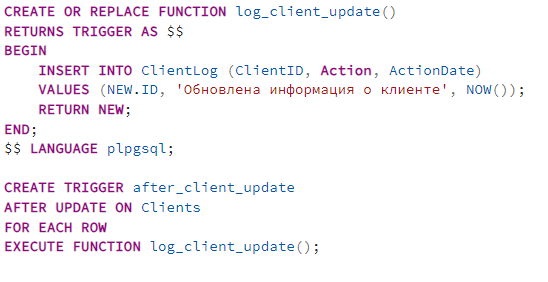 CREATE OR REPLACE FUNCTION log_client_update()
RETURNS TRIGGER AS $$
BEGIN
    INSERT INTO ClientLog (ClientID, Action, ActionDate)
    VALUES (NEW.ID, 'Обновлена информация о клиенте', NOW());
    RETURN NEW;
END;
$$ LANGUAGE plpgsql;

CREATE TRIGGER after_client_update
AFTER UPDATE ON Clients
FOR EACH ROW
EXECUTE FUNCTION log_client_update();